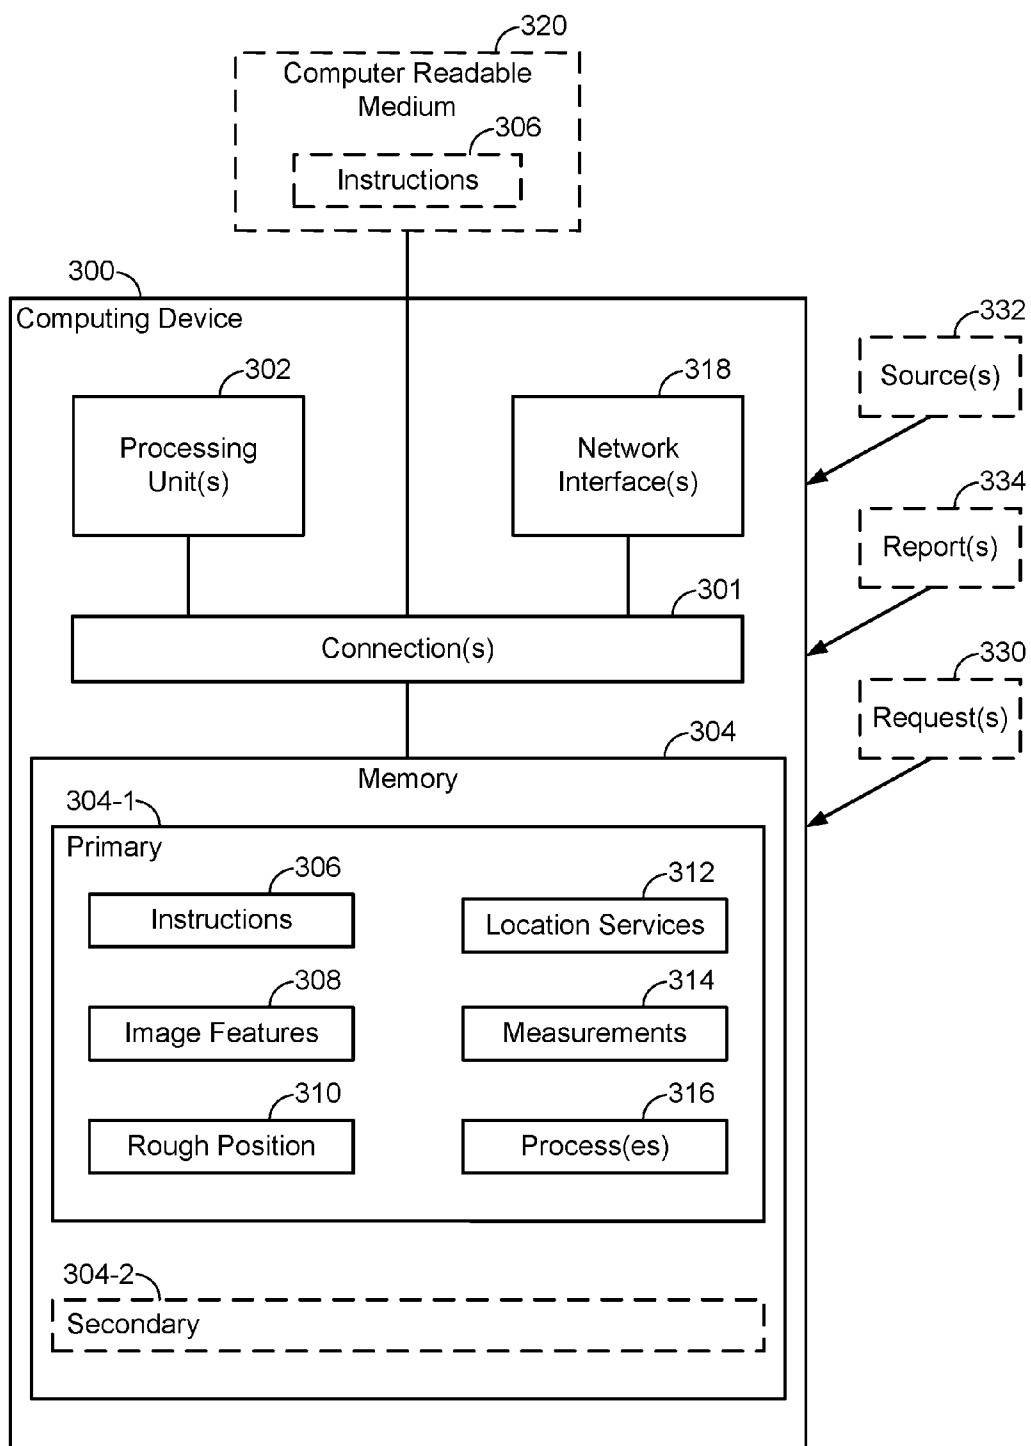 320
Computer Readable
Medium
306
Instructions
300
Computing Device
332
Source(s)
302
318
Processing
Unit(s)
Network
Interface(s)
334
Report(s)
301
Connection(s)
330
Request(s)
304
Memory
304-1
Primary
306
312
Instructions
Location Services
308
314
Image Features
Measurements
310
316
Rough Position
Process(es)
304-2
Secondary